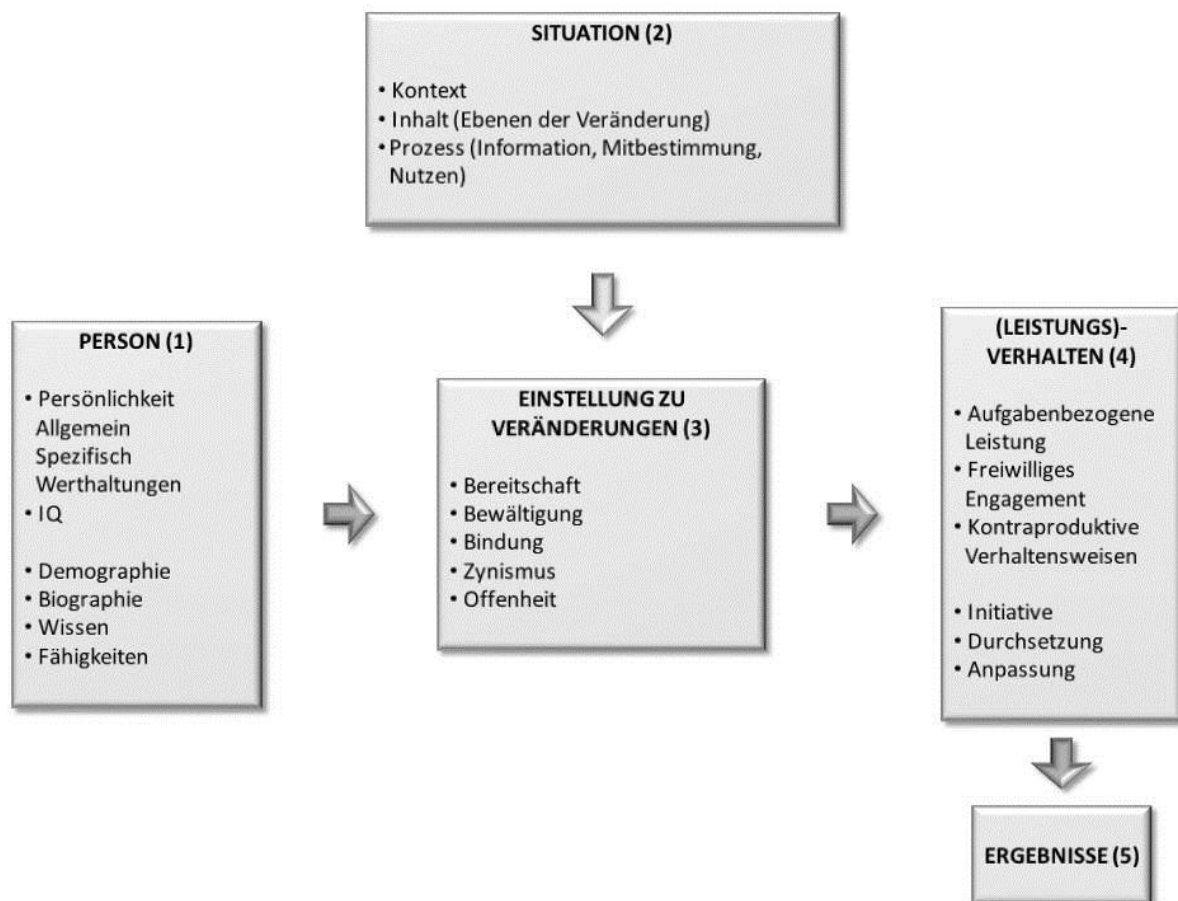 SITUATION (2)
• Kontext
• Inhalt (Ebenen der Veränderung)
• Prozess (Information, Mitbestimmung,
Nutzen)
PERSON (1)
• Persönlichkeit
Allgemein
Spezifisch
Werthaltungen
• IQ
• Demographie
• Biographie
• Wissen
• Fähigkeiten
EINSTELLUNG ZU
VERÄNDERUNGEN (3)
• Bereitschaft
• Bewältigung
• Bindung
• Zynismus
• Offenheit
(LEISTUNGS)-
VERHALTEN (4)
• Aufgabenbezogene
Leistung
• Freiwilliges
Engagement
• Kontraproduktive
Verhaltensweisen
• Initiative
• Durchsetzung
• Anpassung
ERGEBNISSE (5)